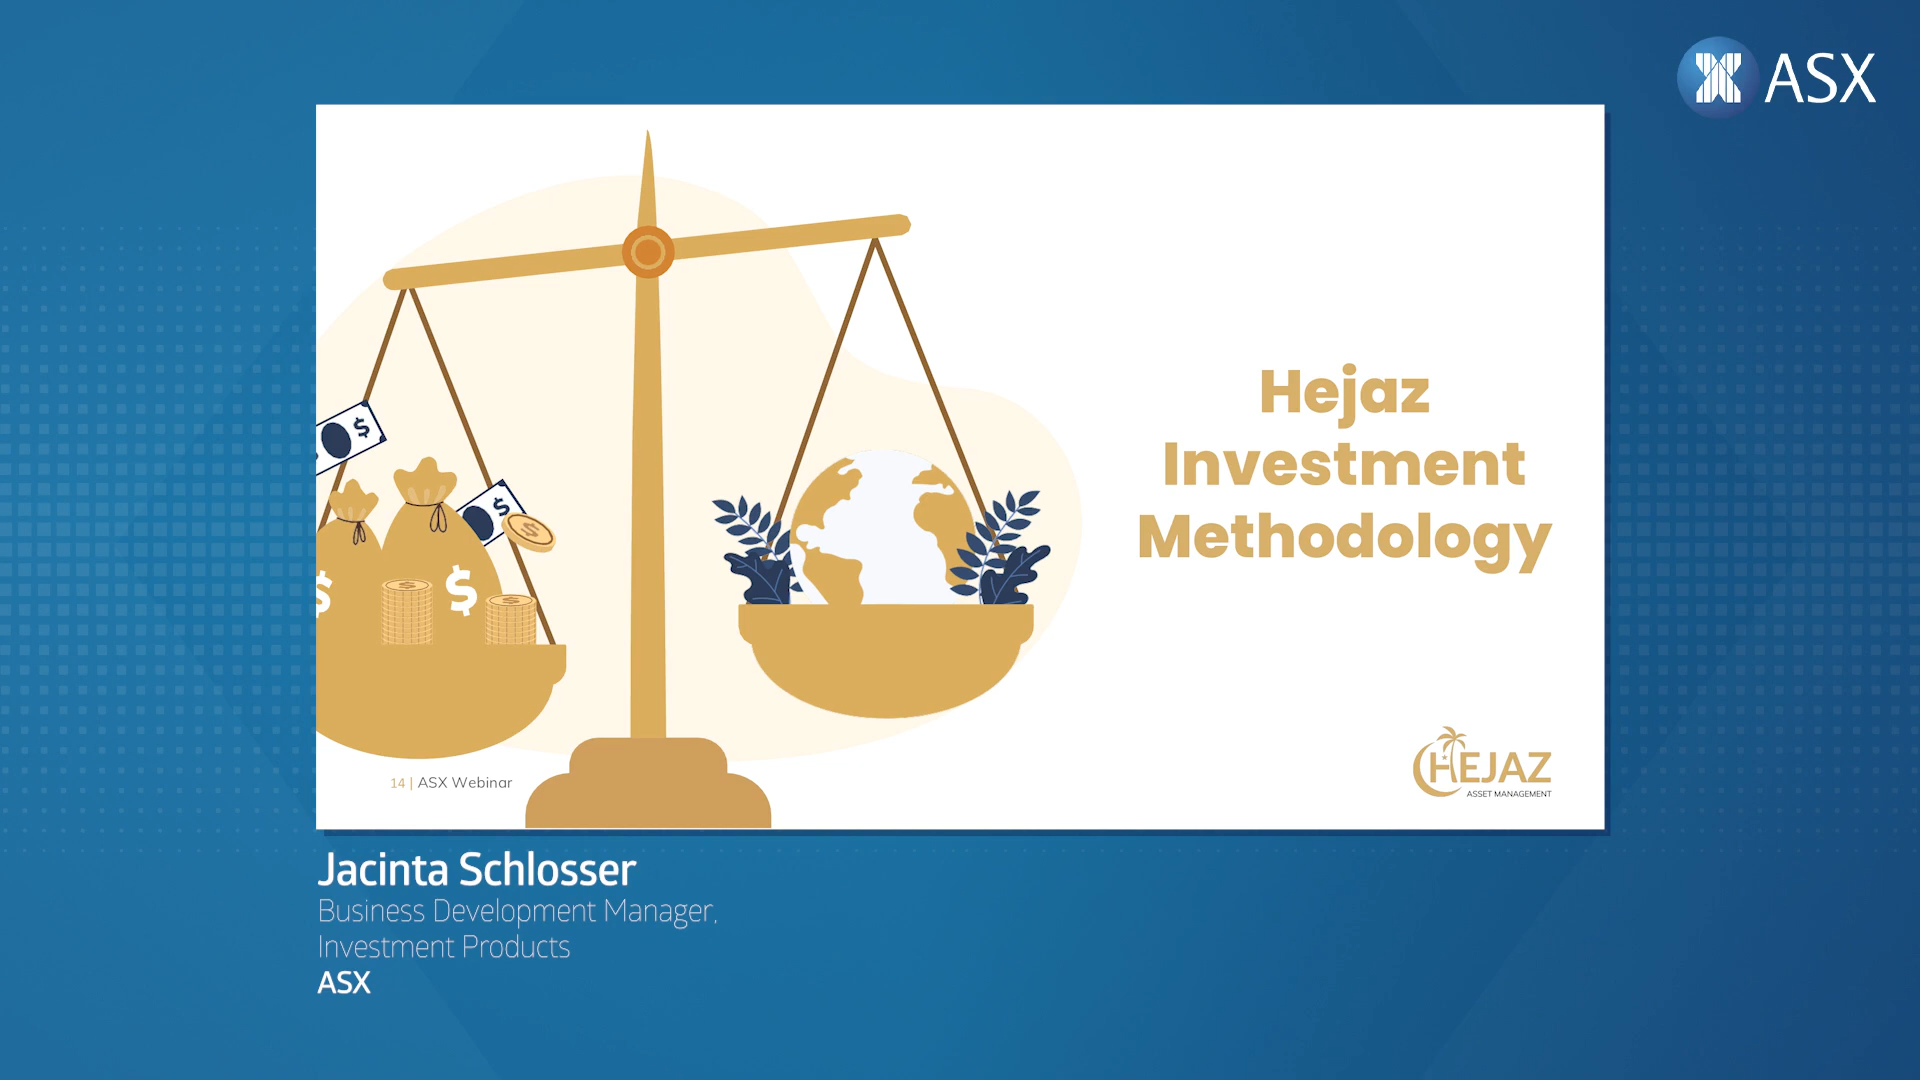 ASX
Hejaz
Investment
Methodology
$
$
$
$
$
$
$
14 | ASX Webinar
HEJAZ
ASSET MANAGEMENT
Jacinta Schlosser
Business Development Manager,
Investment Products
ASX